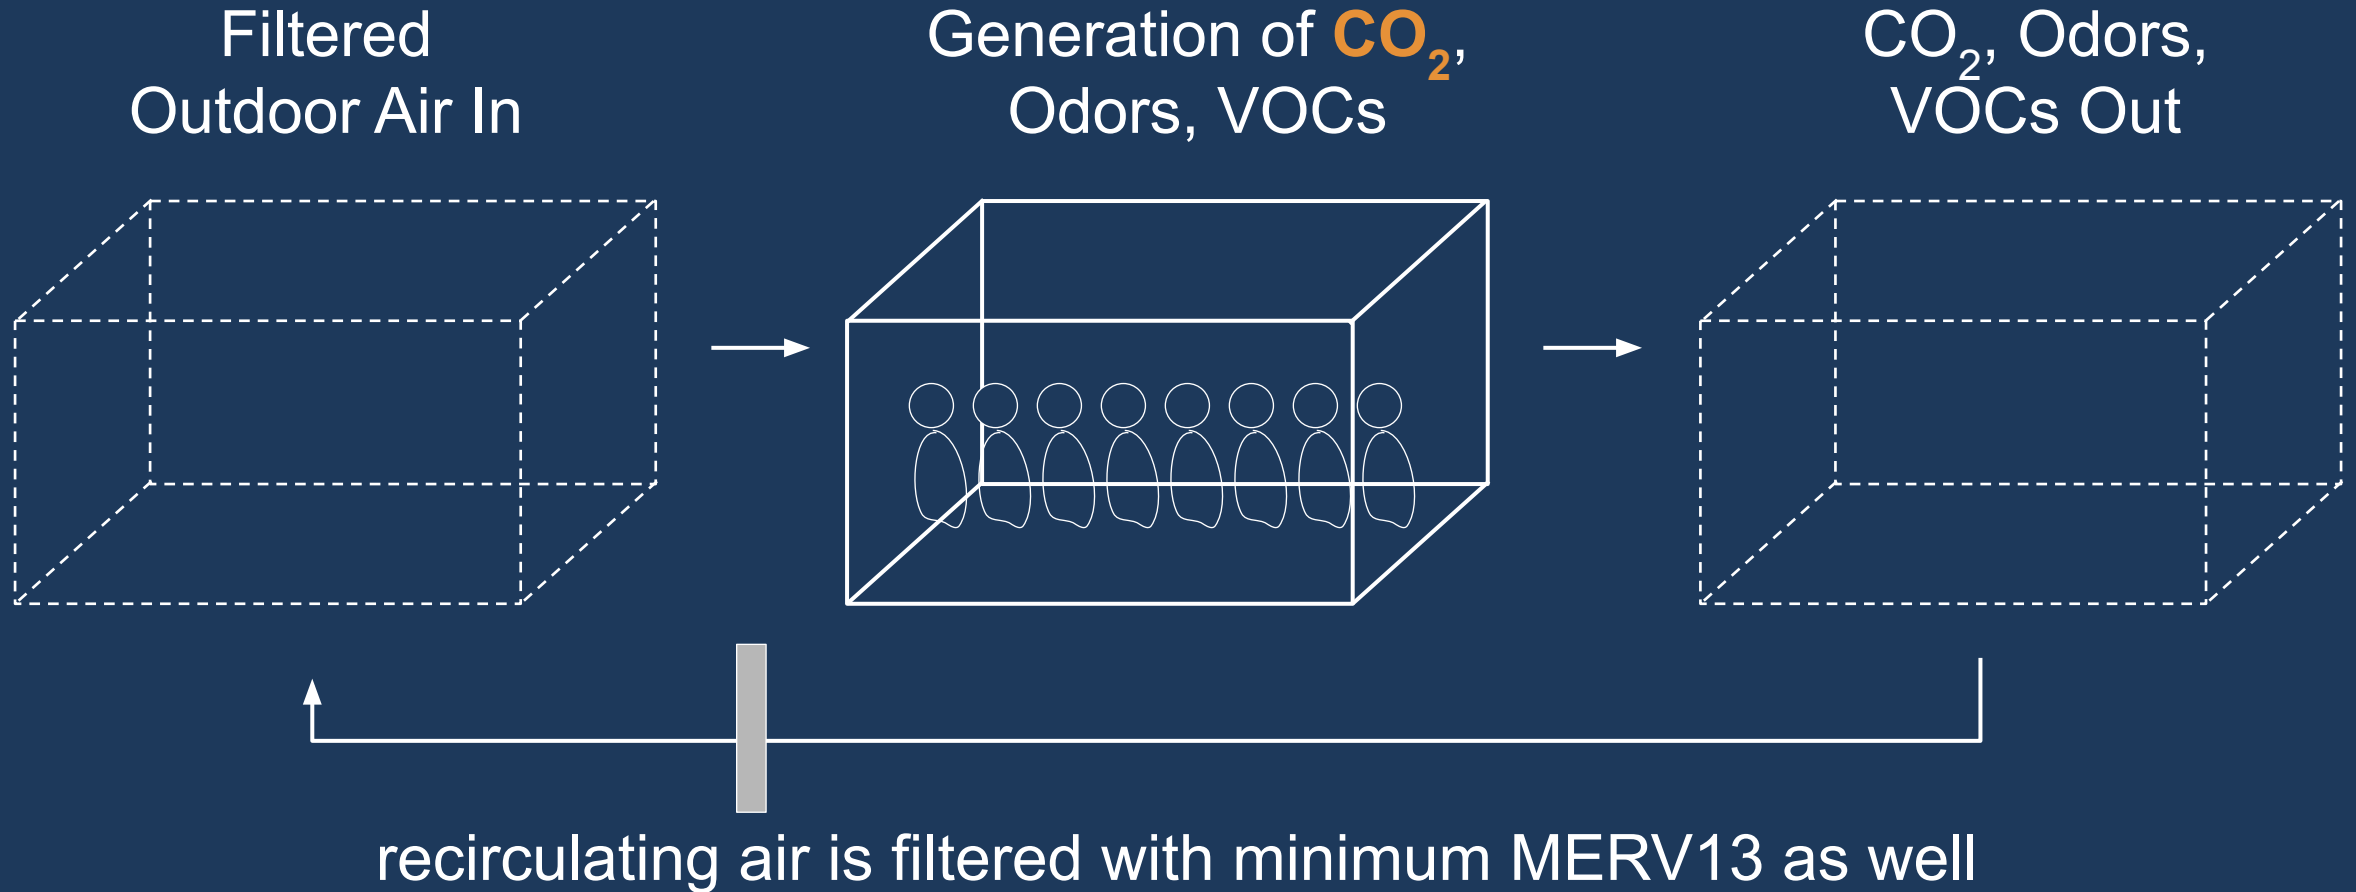 Filtered
Outdoor Air In
Generation of CO₂,
Odors, VOCs
CO₂, Odors,
VOCs Out
recirculating air is filtered with minimum MERV13 as well